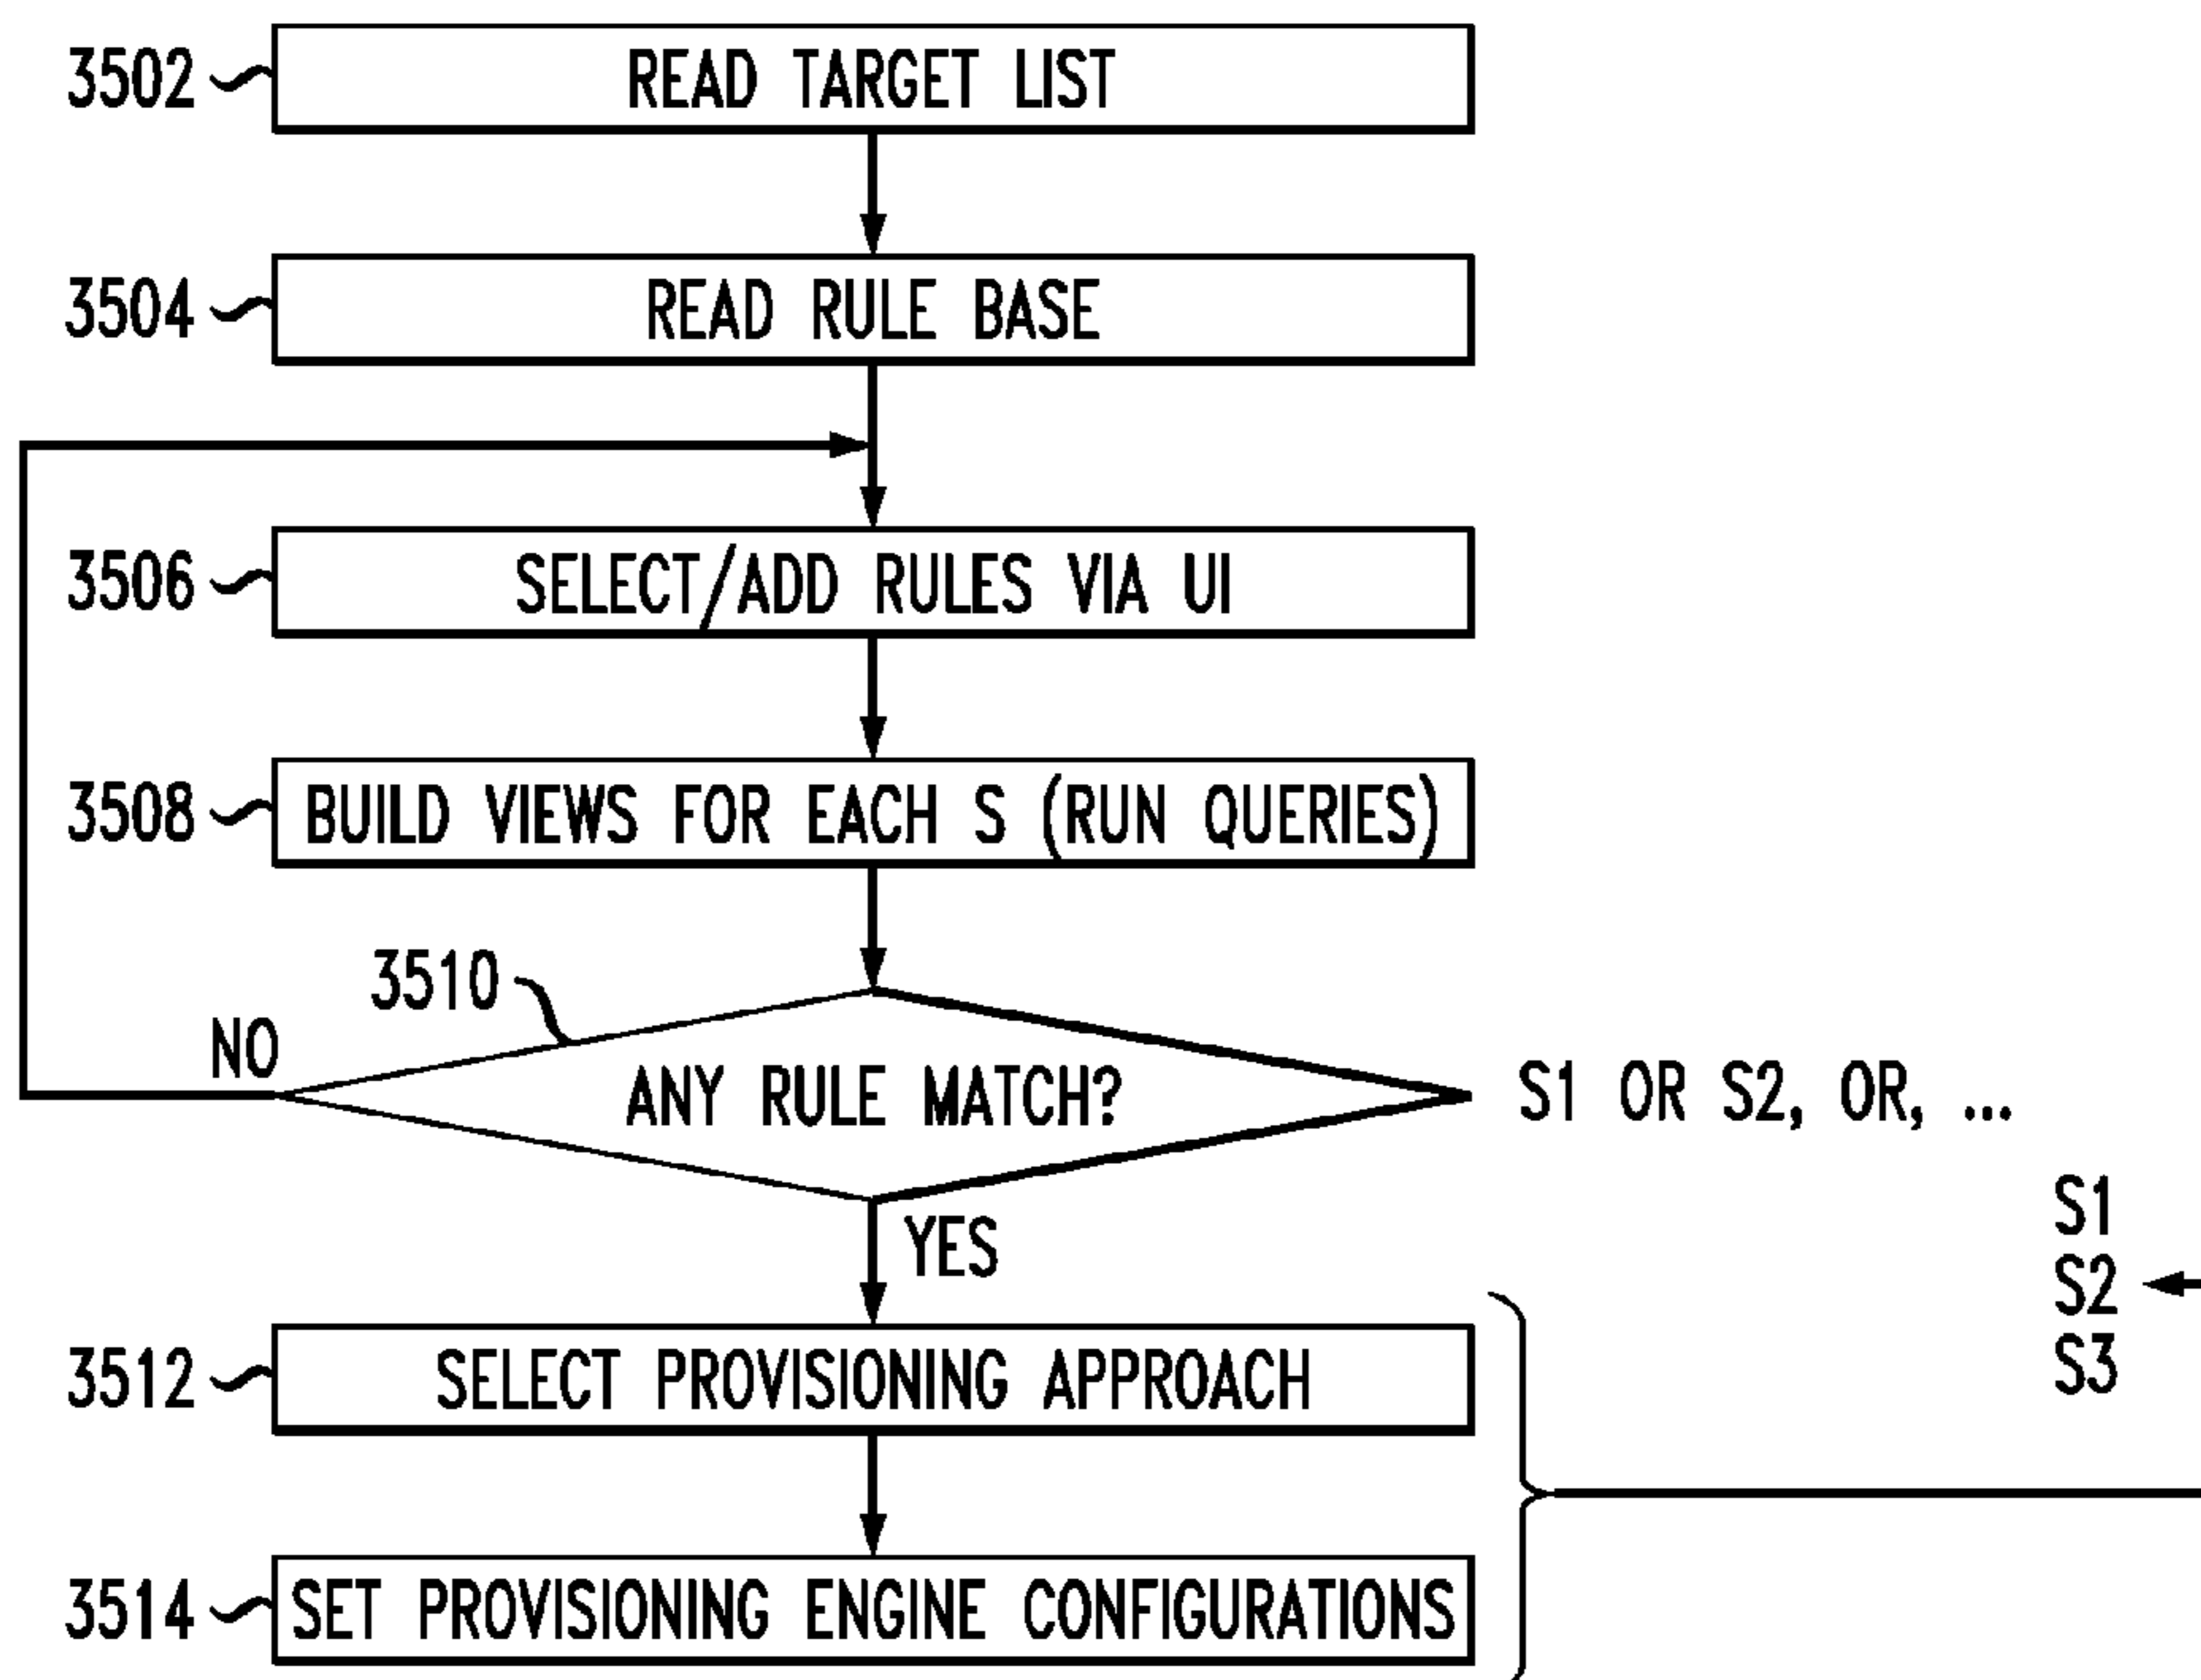 3502 READ TARGET LIST
3504 READ RULE BASE
3506 SELECT/ADD RULES VIA UI
3508 BUILD VIEWS FOR EACH S (RUN QUERIES)
3510
NO
ANY RULE MATCH? S1 OR S2, OR, ...
YES
S1
S2
S3
3512 SELECT PROVISIONING APPROACH
3514 SET PROVISIONING ENGINE CONFIGURATIONS